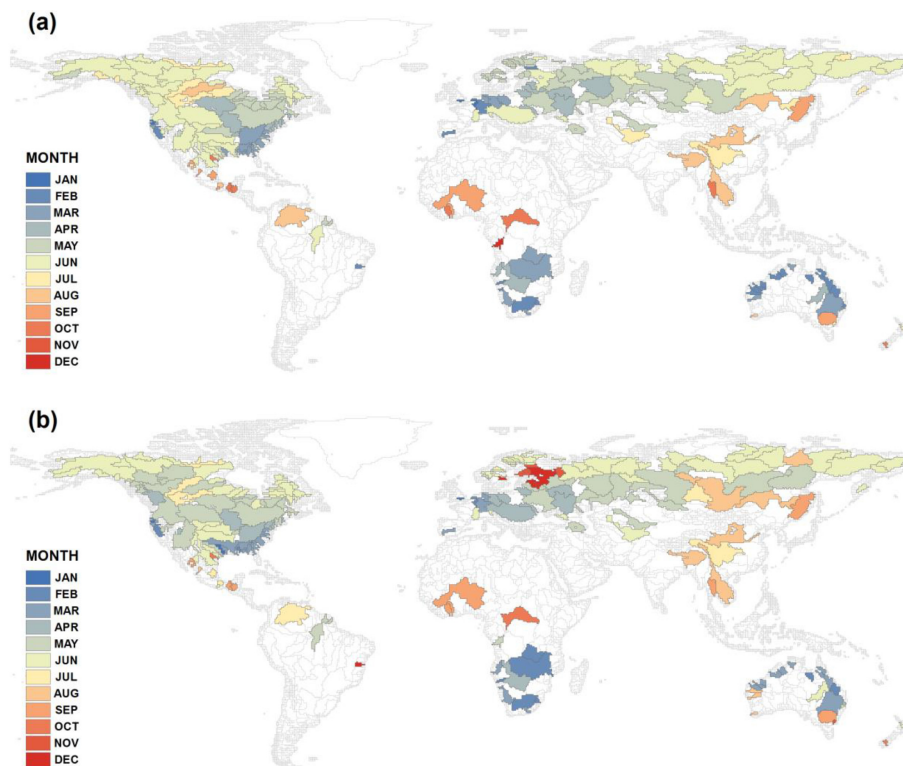 (a)
MONTH
JAN
FEB
MAR
APR
MAY
JUN
JUL
AUG
SEP
OCT
NOV
DEC
(b)
MONTH
JAN
FEB
MAR
APR
MAY
JUN
JUL
AUG
SEP
OCT
NOV
DEC